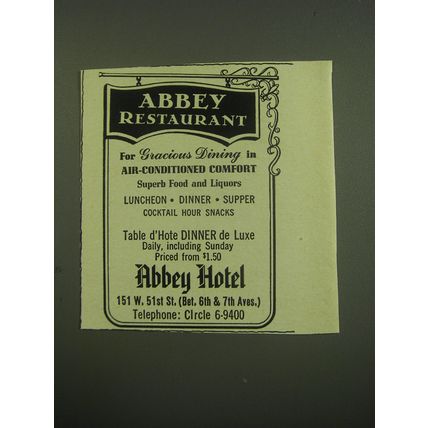 ABBEY
RESTAURANT
For Gracious Dining in
AIR-CONDITIONED COMFORT
Superb Food and Liquors
LUNCHEON • DINNER • SUPPER
COCKTAIL HOUR SNACKS
Table d'Hote DINNER de Luxe
Daily, including Sunday
Priced from $1.50
Abbey Hotel
151 W. 51st St. (Bet. 6th & 7th Aves.)
Telephone: CIrcle 6-9400